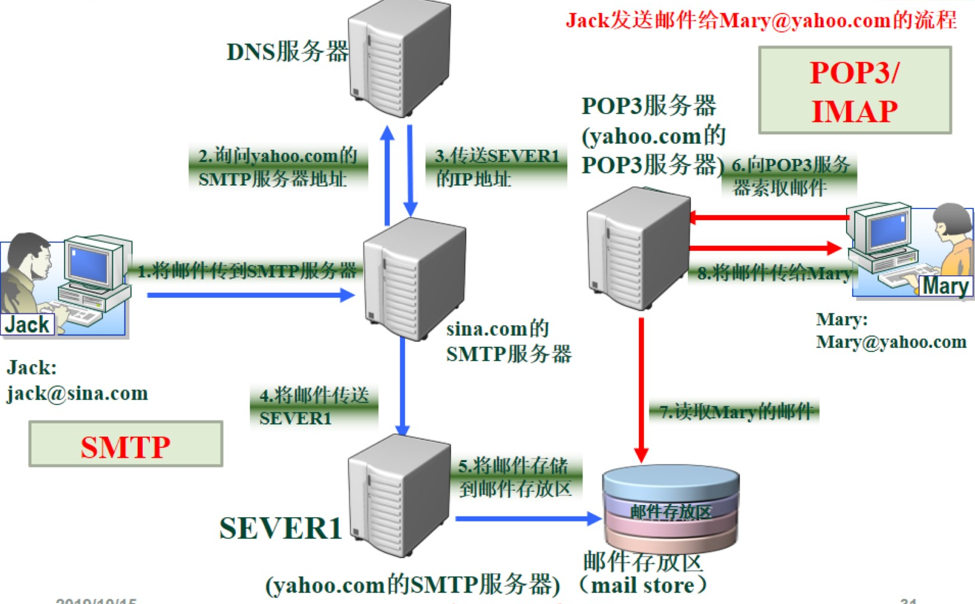 Jack发送邮件给Mary@yahoo.com的流程
DNS服务器
POP3/
IMAP
POP3服务器
(yahoo.com的
POP3服务器)
2.询问yahoo.com的
SMTP服务器地址
3.传送SEVER1
的IP地址
6.向POP3服务
器索取邮件
1.将邮件传到SMTP服务器
8.将邮件传给Mary
Jack
Mary
sina.com的
SMTP服务器
Mary:
Mary@yahoo.com
Jack:
jack@sina.com
4.将邮件传送
SEVER1
7.读取Mary的邮件
SMTP
5.将邮件存储
到邮件存放区
邮件存放区
SEVER1
邮件存放区
(yahoo.com的SMTP服务器)
（mail store）
2019/10/15
31